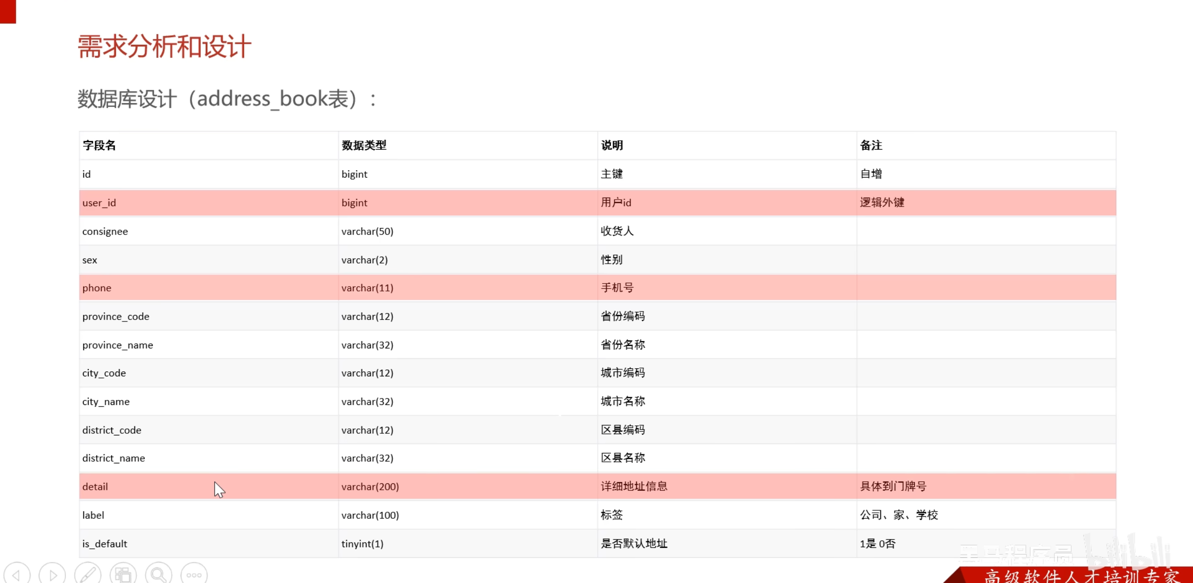 需求分析和设计
数据库设计（address_book表）：
字段名 数据类型 说明 备注
id bigint 主键 自增
user_id bigint 用户id 逻辑外键
consignee varchar(50) 收货人
sex varchar(2) 性别
phone varchar(11) 手机号
province_code varchar(12) 省份编码
province_name varchar(32) 省份名称
city_code varchar(12) 城市编码
city_name varchar(32) 城市名称
district_code varchar(12) 区县编码
district_name varchar(32) 区县名称
detail varchar(200) 详细地址信息 具体到门牌号
label varchar(100) 标签 公司、家、学校
is_default tinyint(1) 是否默认地址 1是 0否
bilibili
高级软件人才培训专家